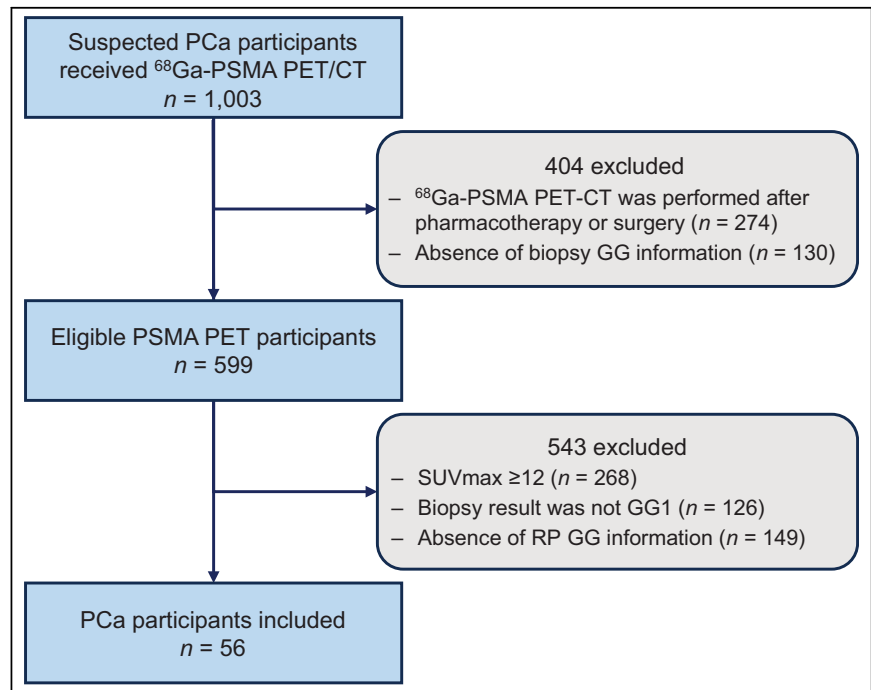 Suspected PCa participants
received ⁶⁸Ga-PSMA PET/CT
n = 1,003
404 excluded
– ⁶⁸Ga-PSMA PET-CT was performed after
pharmacotherapy or surgery (n = 274)
– Absence of biopsy GG information (n = 130)
Eligible PSMA PET participants
n = 599
543 excluded
– SUVmax ≥12 (n = 268)
– Biopsy result was not GG1 (n = 126)
– Absence of RP GG information (n = 149)
PCa participants included
n = 56